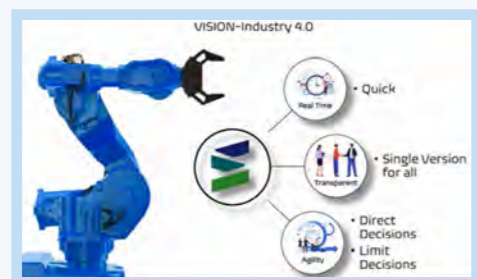 VISION-Industry 4.0
Real Time
• Quick
Transparent
• Single Version
for all
Agility
• Direct
Decisions
• Limit
Decisions